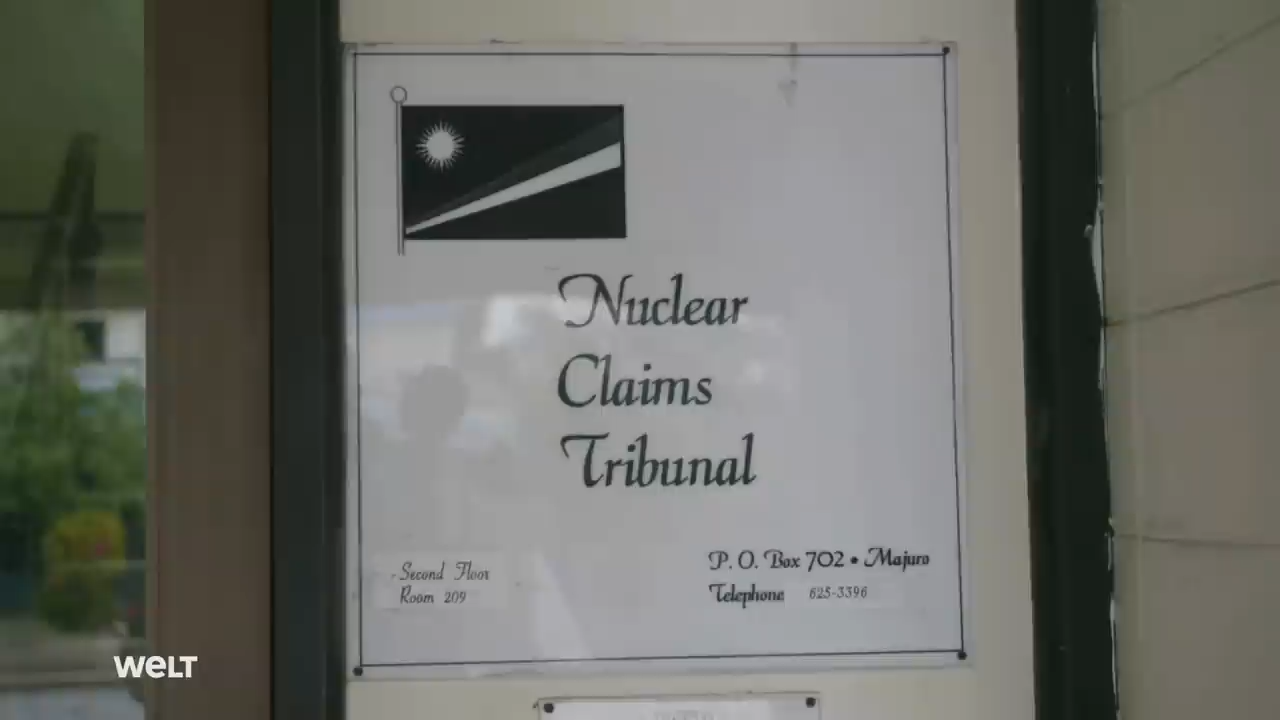 Nuclear
Claims
Tribunal
Second Floor
Room 209
P. O. Box 702 • Majuro
Telephone 625-3396
WELT